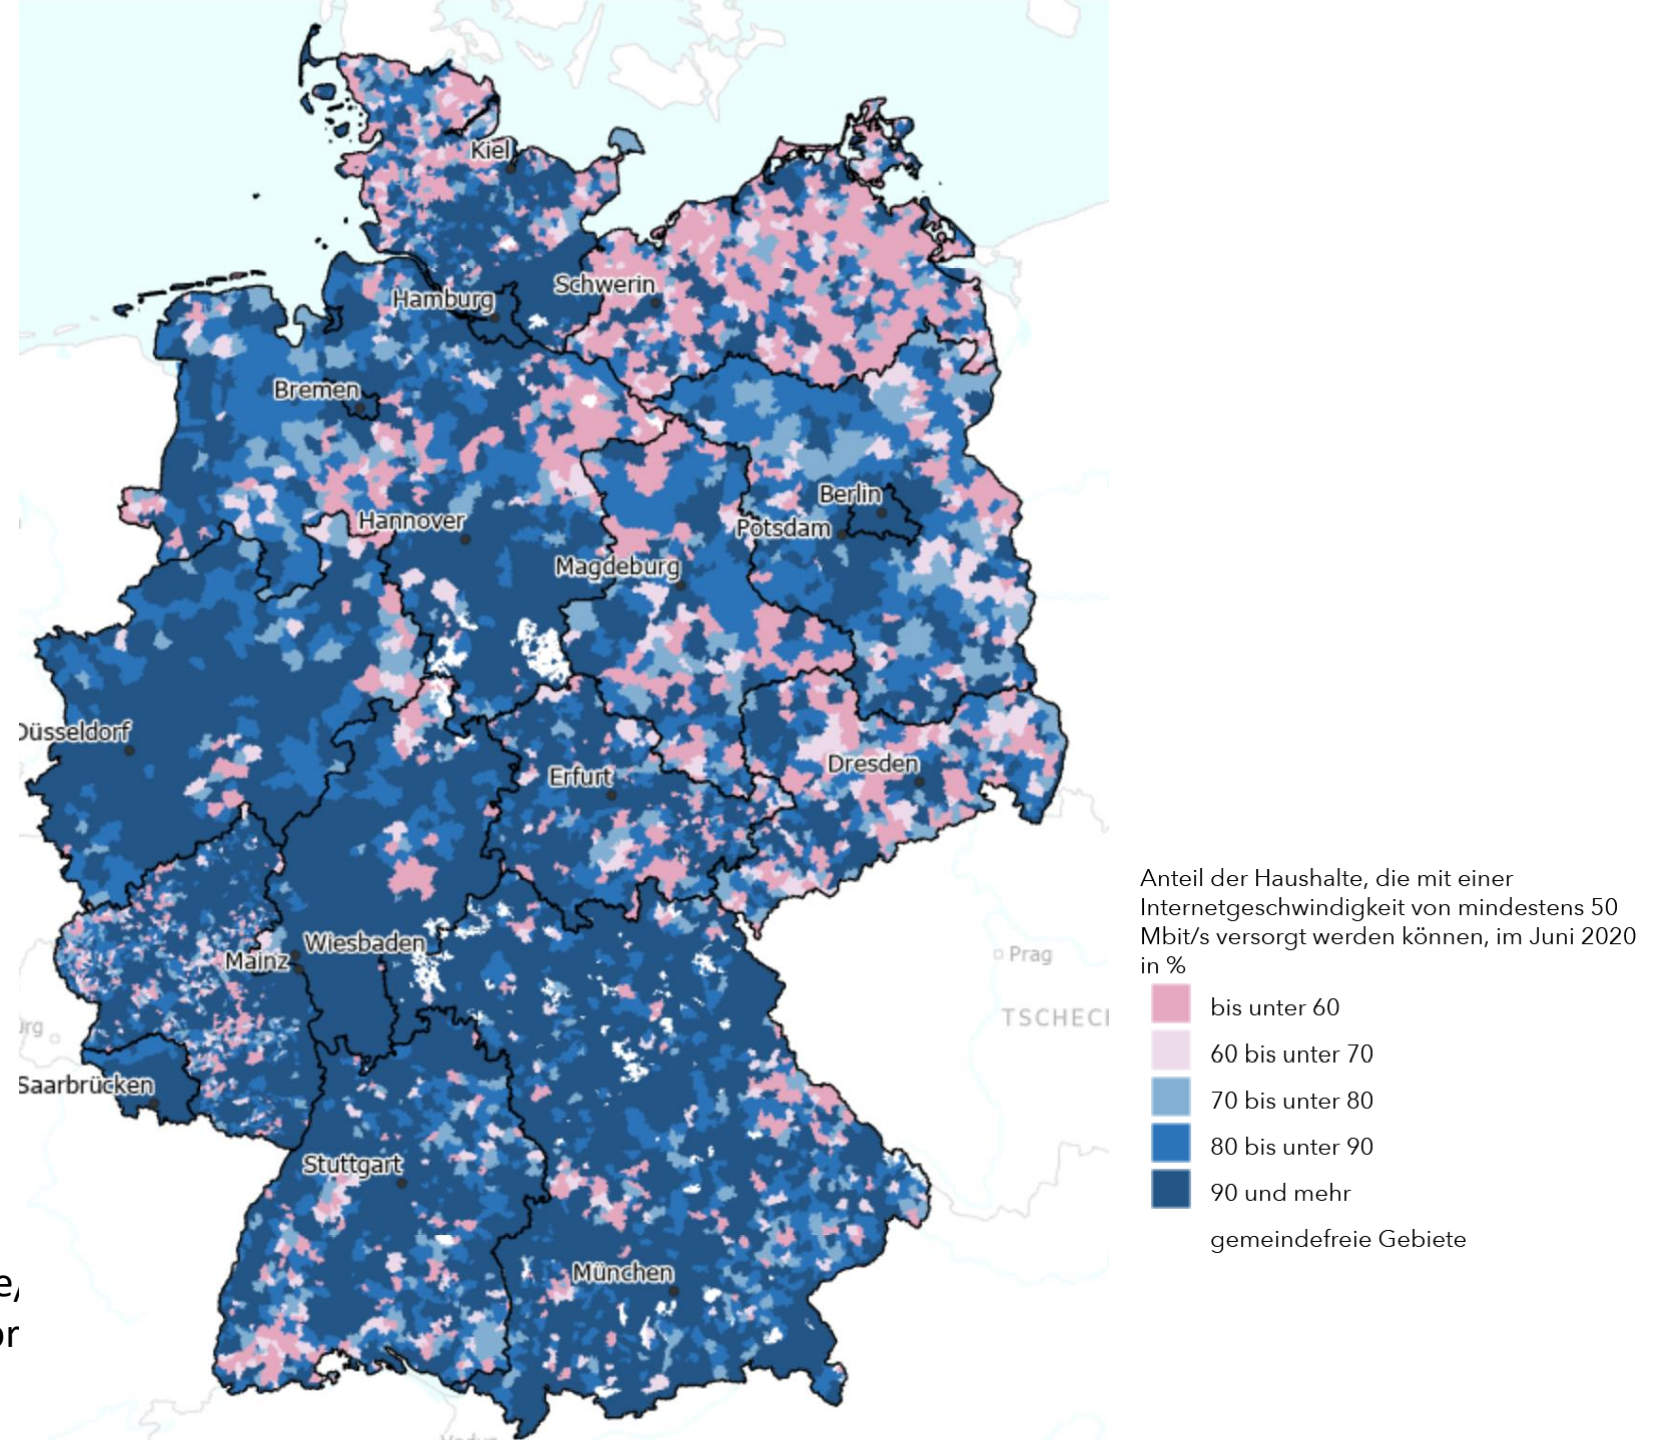 Kiel
Schwerin
Hamburg
Bremen
Berlin
Hannover
Potsdam
Magdeburg
Düsseldorf
Dresden
Erfurt
Wiesbaden
Mainz
Prag
TSCHECH
Saarbrücken
Stuttgart
München
Anteil der Haushalte, die mit einer
Internetgeschwindigkeit von mindestens 50
Mbit/s versorgt werden können, im Juni 2020
in %
bis unter 60
60 bis unter 70
70 bis unter 80
80 bis unter 90
90 und mehr
gemeindefreie Gebiete
e,
or